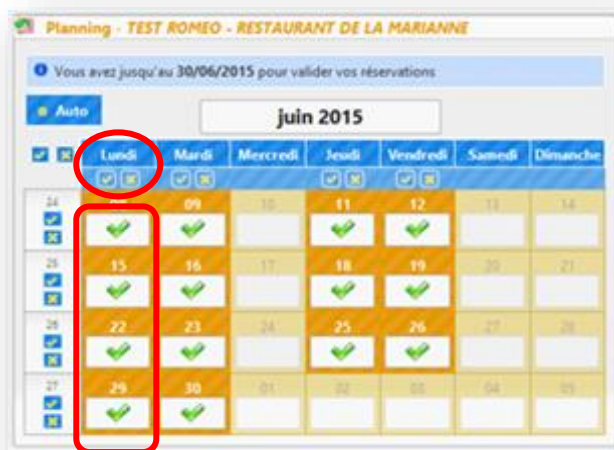 Planning - TEST ROMEO - RESTAURANT DE LA MARIANNE
Vous avez jusqu'au 30/06/2015 pour valider vos réservations
Auto
juin 2015
Lundi Mardi Mercredi Jeudi Vendredi Samedi Dimanche
24 08 09 10 11 12 13 14
25 15 16 17 18 19 20 21
26 22 23 24 25 26 27 28
27 29 30 01 02 03 04 05